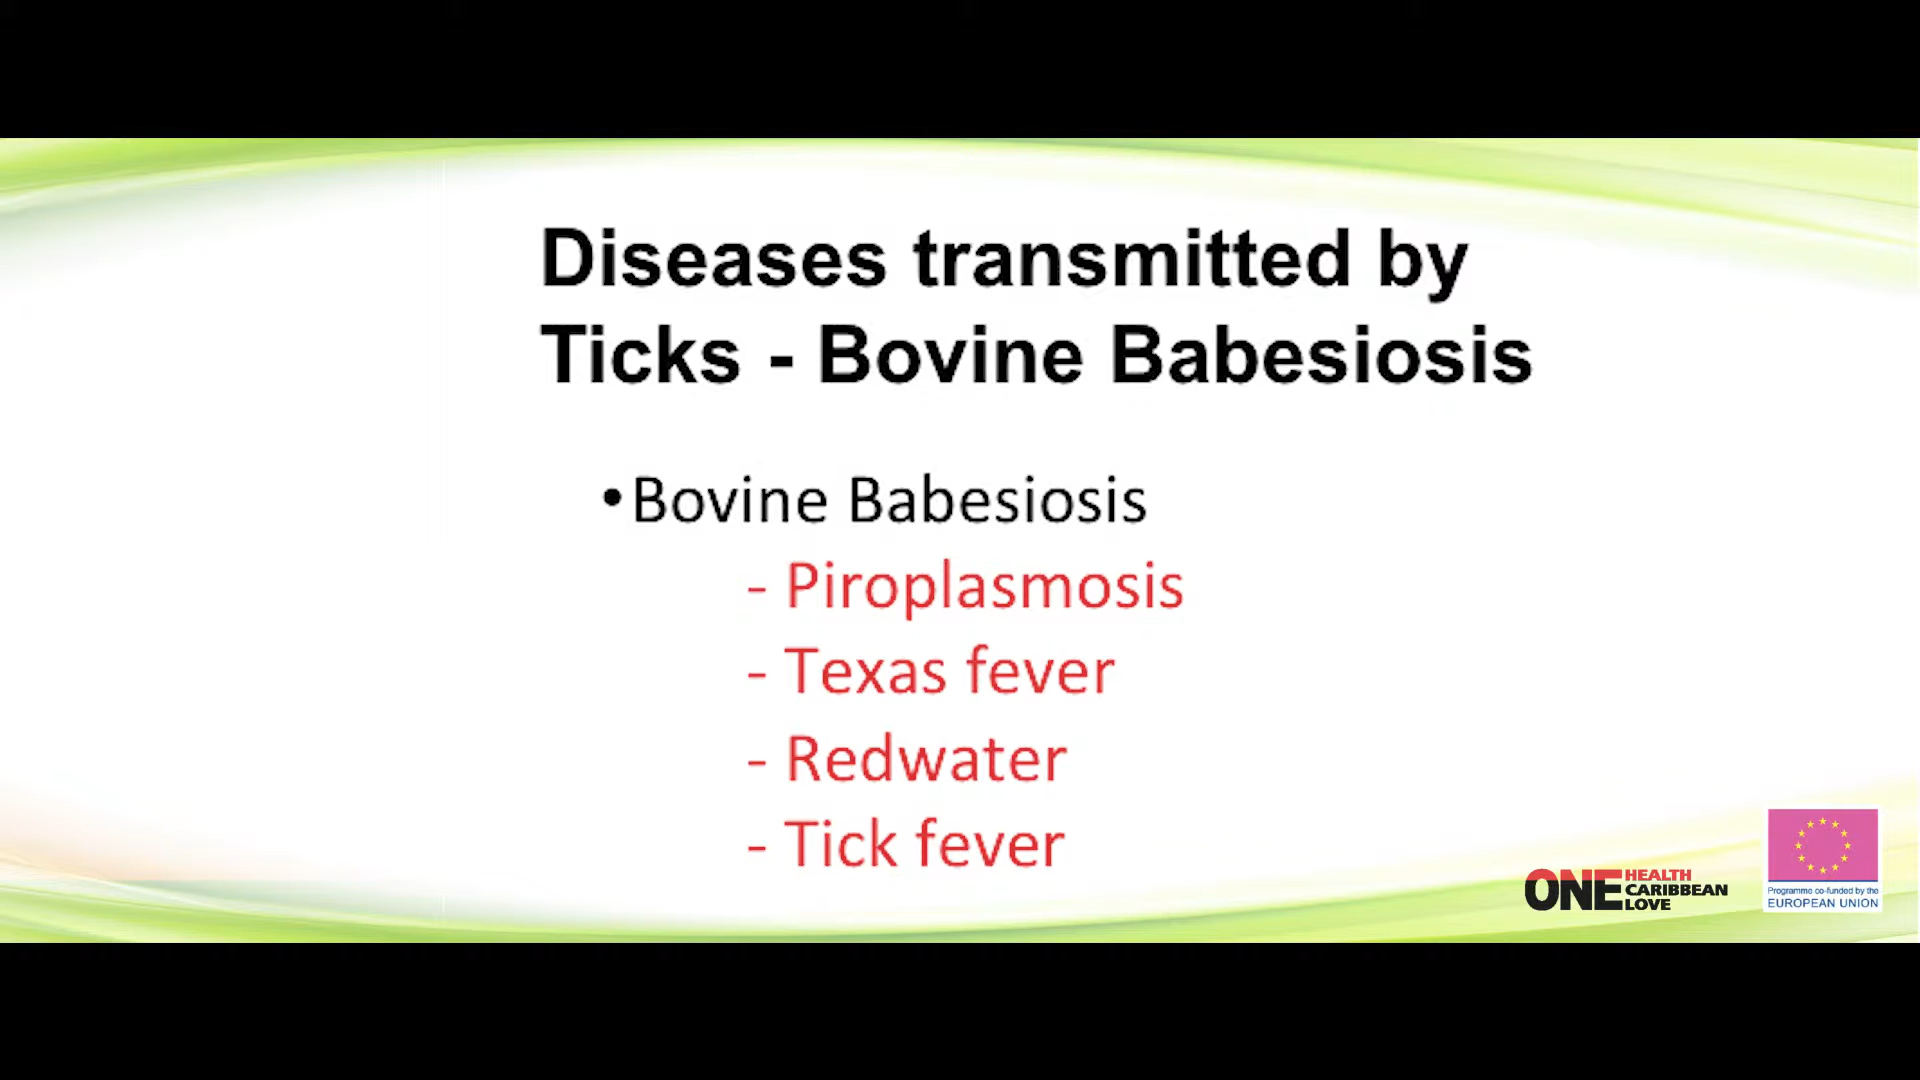 Diseases transmitted by
Ticks - Bovine Babesiosis
•Bovine Babesiosis
- Piroplasmosis
- Texas fever
- Redwater
- Tick fever
ONE HEALTH
CARIBBEAN
LOVE
Programme co-funded by the
EUROPEAN UNION